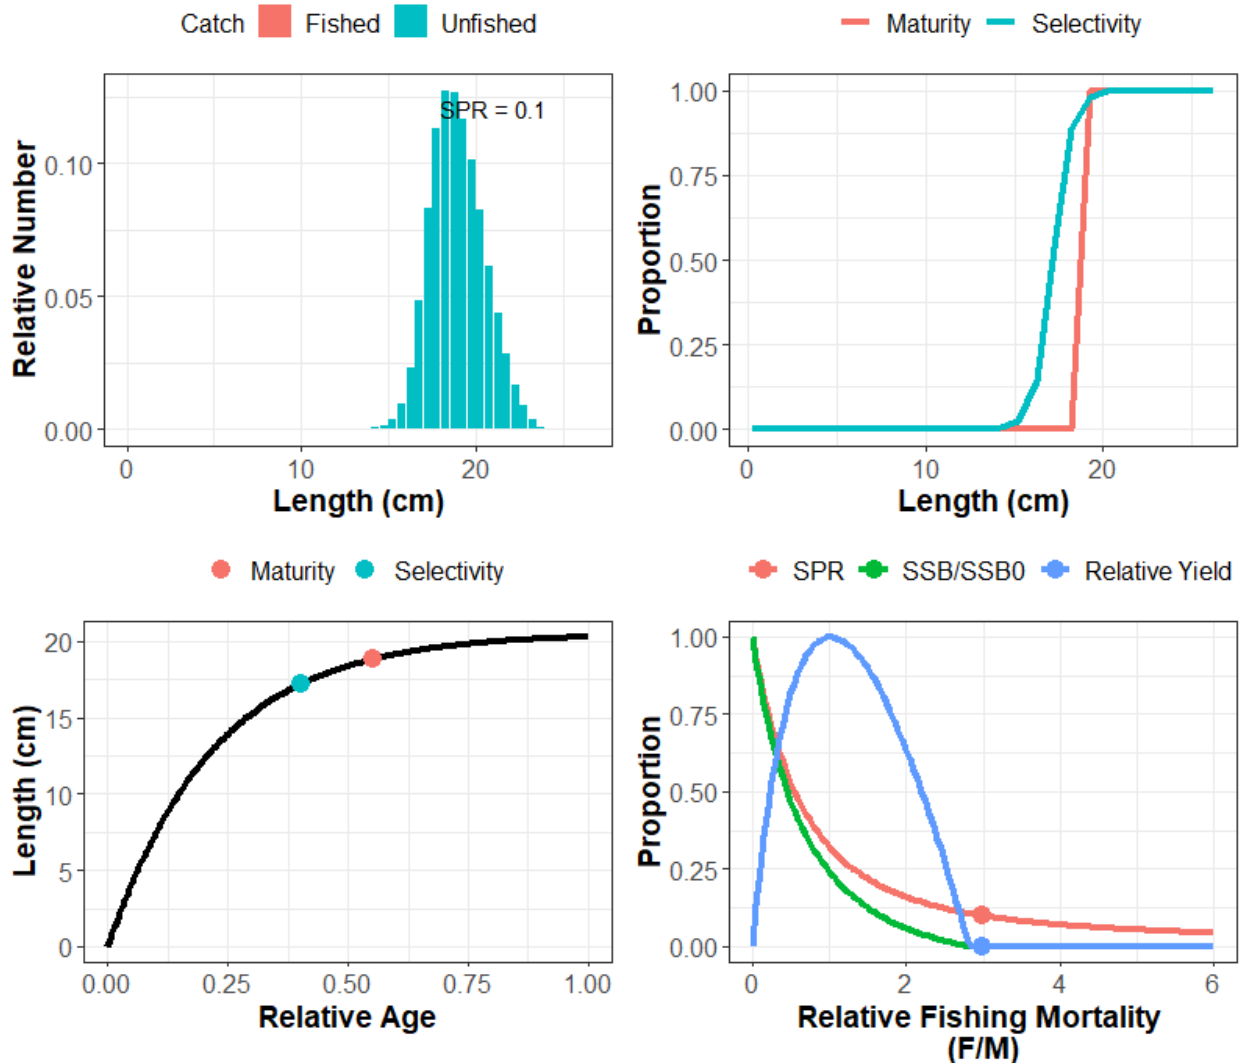 Catch Fished Unfished
SPR = 0.1
0.10
0.05
0.00
Relative Number
0 10 20
Length (cm)
Maturity Selectivity
1.00
0.75
0.50
0.25
0.00
Proportion
0 10 20
Length (cm)
Maturity Selectivity
20
15
10
5
0
Length (cm)
0.00 0.25 0.50 0.75 1.00
Relative Age
SPR SSB/SSB0 Relative Yield
1.00
0.75
0.50
0.25
0.00
Proportion
0 2 4 6
Relative Fishing Mortality
(F/M)